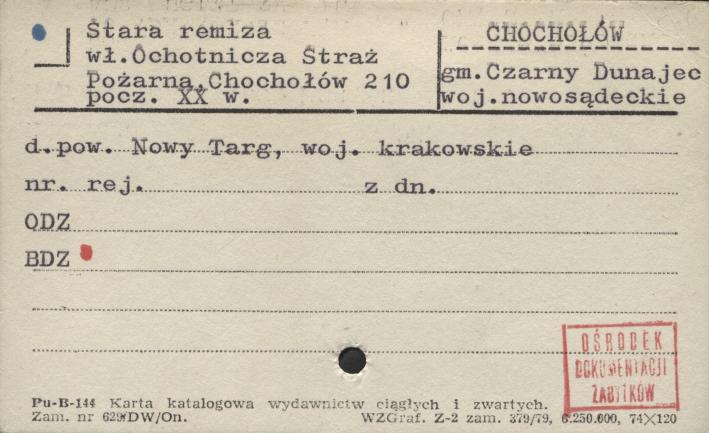 Stara remiza
wł.Ochotnicza Straż
Pożarna,Chochołów 210
pocz. XX w.
CHOCHOŁÓW
gm.Czarny Dunajec
woj.nowosądeckie
d.pow. Nowy Targ, woj. krakowskie
nr. rej. z dn.
ODZ
BDZ
OŚRODEK
DOKUMENTACJI
ZABYTKÓW
Pu-B-144 Karta katalogowa wydawnictw ciągłych i zwartych.
Zam. nr 629/DW/On. WZGraf. Z-2 zam. 379/79, 6.250.000, 74×120